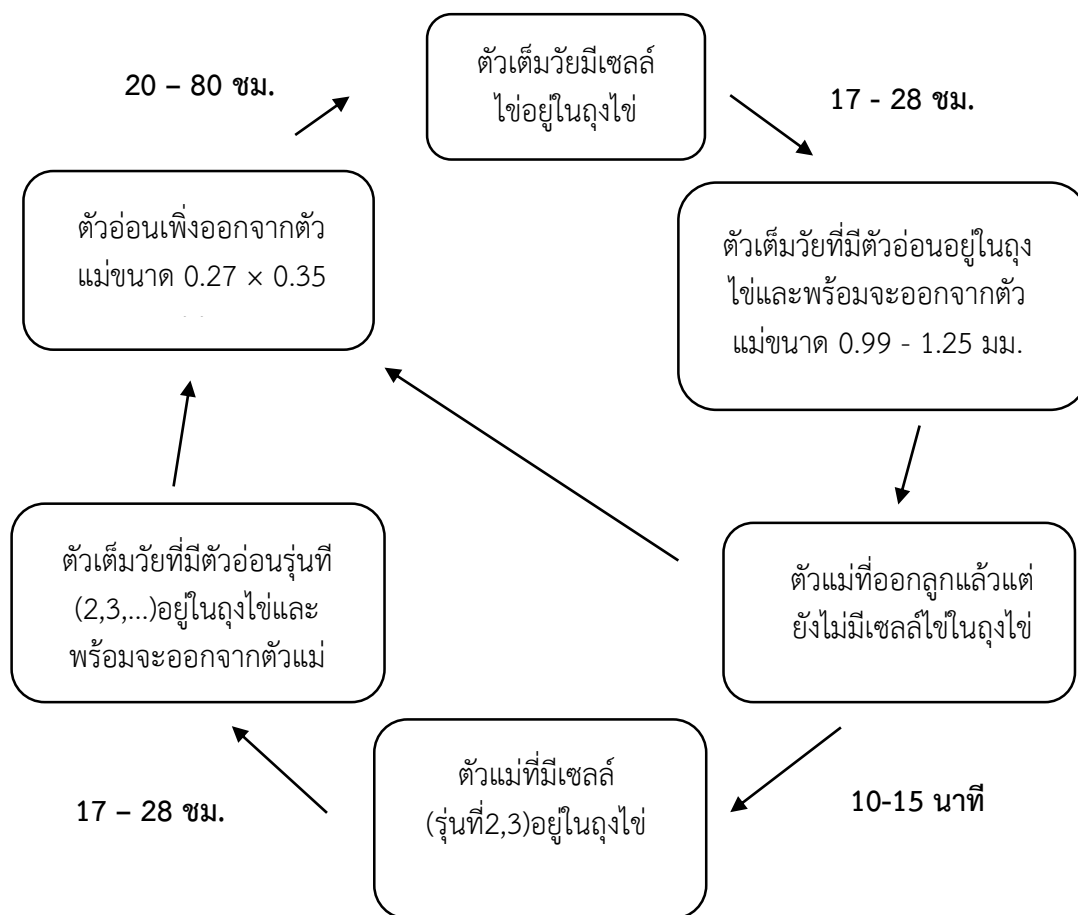 ตัวเต็มวัยมีเซลล์
ไข่อยู่ในถุงไข่
20 – 80 ชม.
17 - 28 ชม.
ตัวอ่อนเพิ่งออกจากตัว
แม่ขนาด 0.27 × 0.35
ตัวเต็มวัยที่มีตัวอ่อนอยู่ในถุง
ไข่และพร้อมจะออกจากตัว
แม่ขนาด 0.99 - 1.25 มม.
ตัวเต็มวัยที่มีตัวอ่อนรุ่นที
(2,3,...)อยู่ในถุงไข่และ
พร้อมจะออกจากตัวแม่
ตัวแม่ที่ออกลูกแล้วแต่
ยังไม่มีเซลล์ไข่ในถุงไข่
ตัวแม่ที่มีเซลล์
(รุ่นที่2,3)อยู่ในถุงไข่
17 – 28 ชม.
10-15 นาที